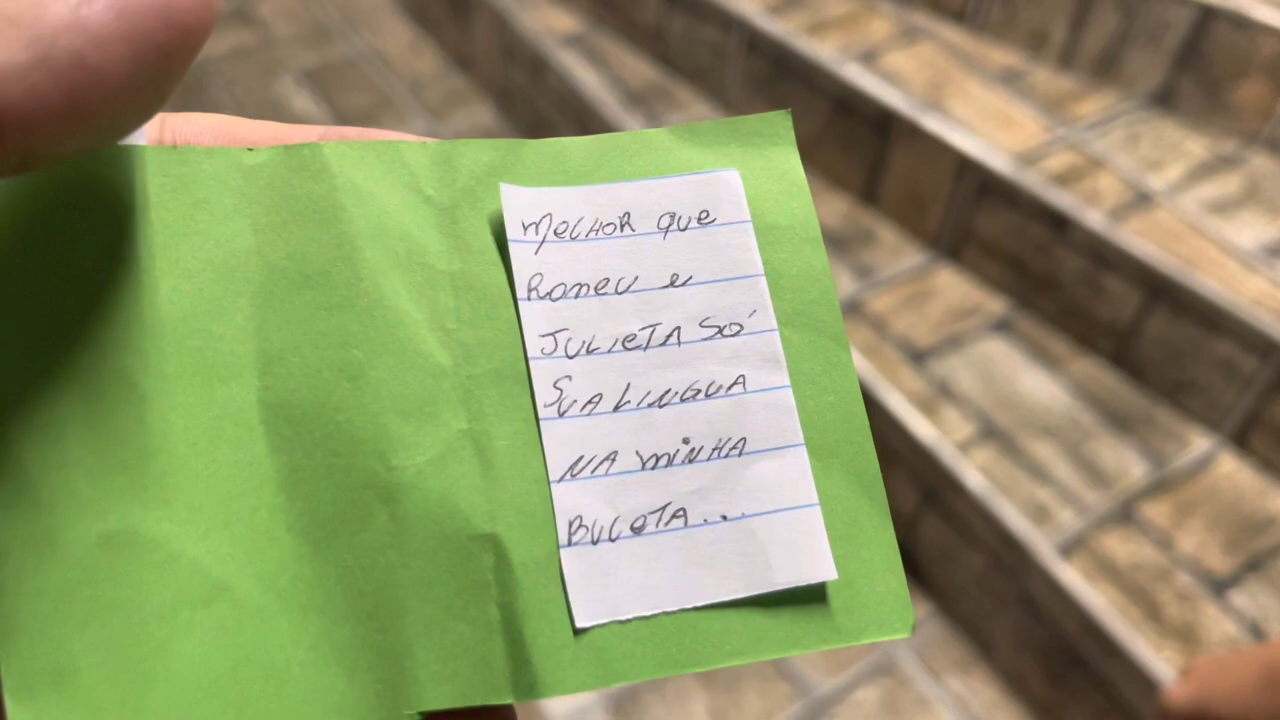 MELHOR QUE
ROMEU E
JULIETA SÓ
SUA LINGUA
NA MINHA
BUCETA...